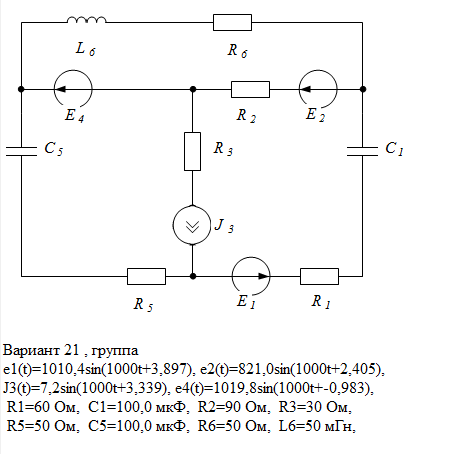 L 6
R 6
E 4
R 2
E 2
C 5
R 3
C 1
J 3
R 5
E 1
R 1
Вариант 21 , группа
e1(t)=1010,4sin(1000t+3,897), e2(t)=821,0sin(1000t+2,405),
J3(t)=7,2sin(1000t+3,339), e4(t)=1019,8sin(1000t+-0,983),
R1=60 Ом, C1=100,0 мкФ, R2=90 Ом, R3=30 Ом,
R5=50 Ом, C5=100,0 мкФ, R6=50 Ом, L6=50 мГн,